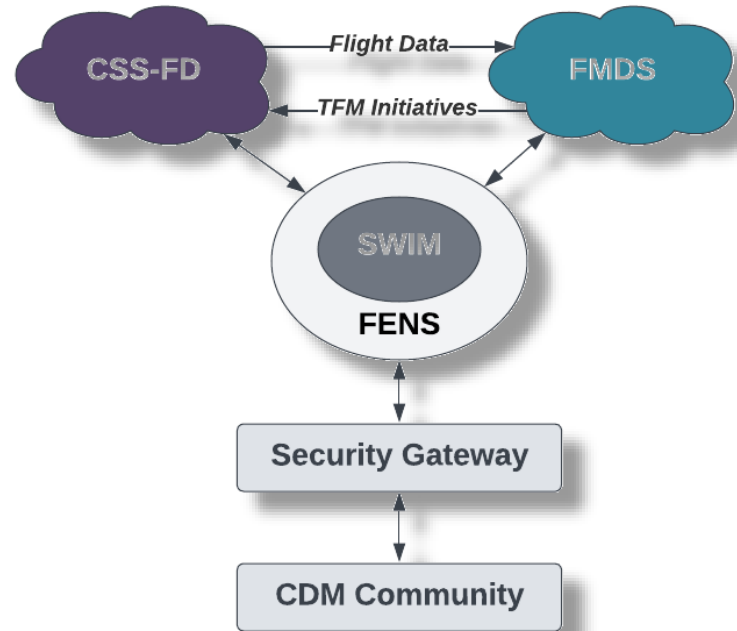 Flight Data
CSS-FD
FMDS
TFM Initiatives
SWIM
FENS
Security Gateway
CDM Community